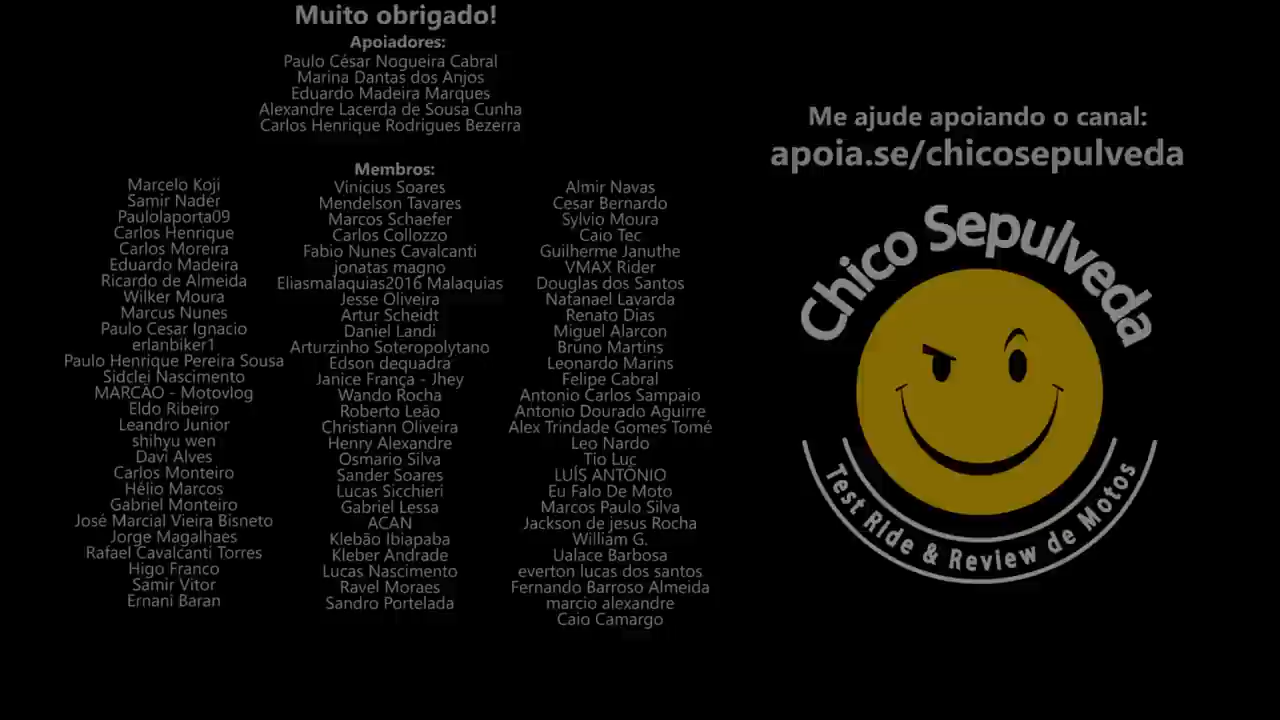 Muito obrigado!
Apoiadores:
Paulo César Nogueira Cabral
Marina Dantas dos Anjos
Eduardo Madeira Marques
Alexandre Lacerda de Sousa Cunha
Carlos Henrique Rodrigues Bezerra
Membros:
Marcelo Koji
Samir Nader
Paulolaporta09
Carlos Henrique
Carlos Moreira
Eduardo Madeira
Ricardo de Almeida
Wilker Moura
Marcus Nunes
Paulo Cesar Ignacio
erlanbiker1
Paulo Henrique Pereira Sousa
Sidclei Nascimento
MARCÃO - Motovlog
Eldo Ribeiro
Leandro Junior
shihyu wen
Davi Alves
Carlos Monteiro
Hélio Marcos
Gabriel Monteiro
José Marcial Vieira Bisneto
Jorge Magalhaes
Rafael Cavalcanti Torres
Higo Franco
Samir Vitor
Ernani Baran
Vinicius Soares
Mendelson Tavares
Marcos Schaefer
Carlos Collozzo
Fabio Nunes Cavalcanti
jonatas magno
Eliasmalaquias2016 Malaquias
Jesse Oliveira
Artur Scheidt
Daniel Landi
Arturzinho Soteropolytano
Edson dequadra
Janice França - Jhey
Wando Rocha
Roberto Leão
Christiann Oliveira
Henry Alexandre
Osmario Silva
Sander Soares
Lucas Sicchieri
Gabriel Lessa
ACAN
Klebão Ibiapaba
Kleber Andrade
Lucas Nascimento
Ravel Moraes
Sandro Portelada
Almir Navas
Cesar Bernardo
Sylvio Moura
Caio Tec
Guilherme Januthe
VMAX Rider
Douglas dos Santos
Natanael Lavarda
Renato Dias
Miguel Alarcon
Bruno Martins
Leonardo Marins
Felipe Cabral
Antonio Carlos Sampaio
Antonio Dourado Aguirre
Alex Trindade Gomes Tomé
Leo Nardo
Tio Luc
LUÍS ANTÔNIO
Eu Falo De Moto
Marcos Paulo Silva
Jackson de jesus Rocha
William G.
Ualace Barbosa
everton lucas dos santos
Fernando Barroso Almeida
marcio alexandre
Caio Camargo
Me ajude apoiando o canal:
apoia.se/chicosepulveda
Chico Sepulveda
Test Ride & Review de Motos